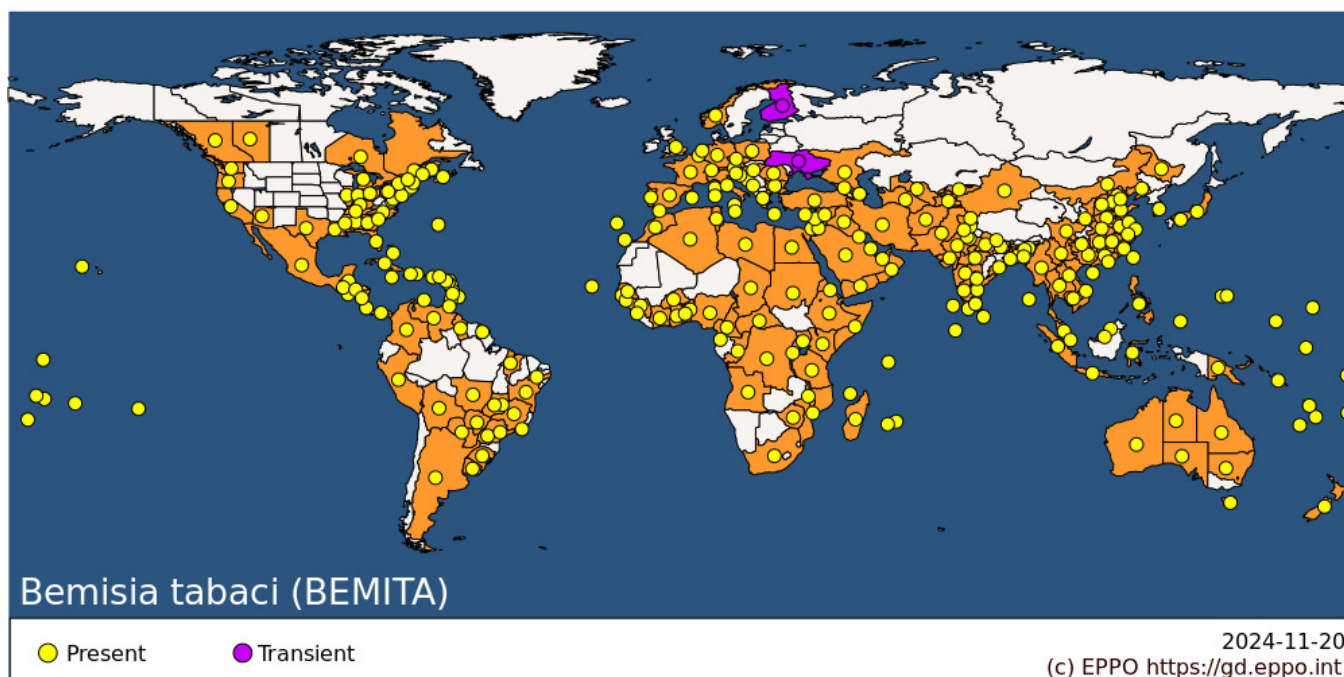 Bemisia tabaci (BEMITA)
Present
Transient
2024-11-20
(c) EPPO https://gd.eppo.int